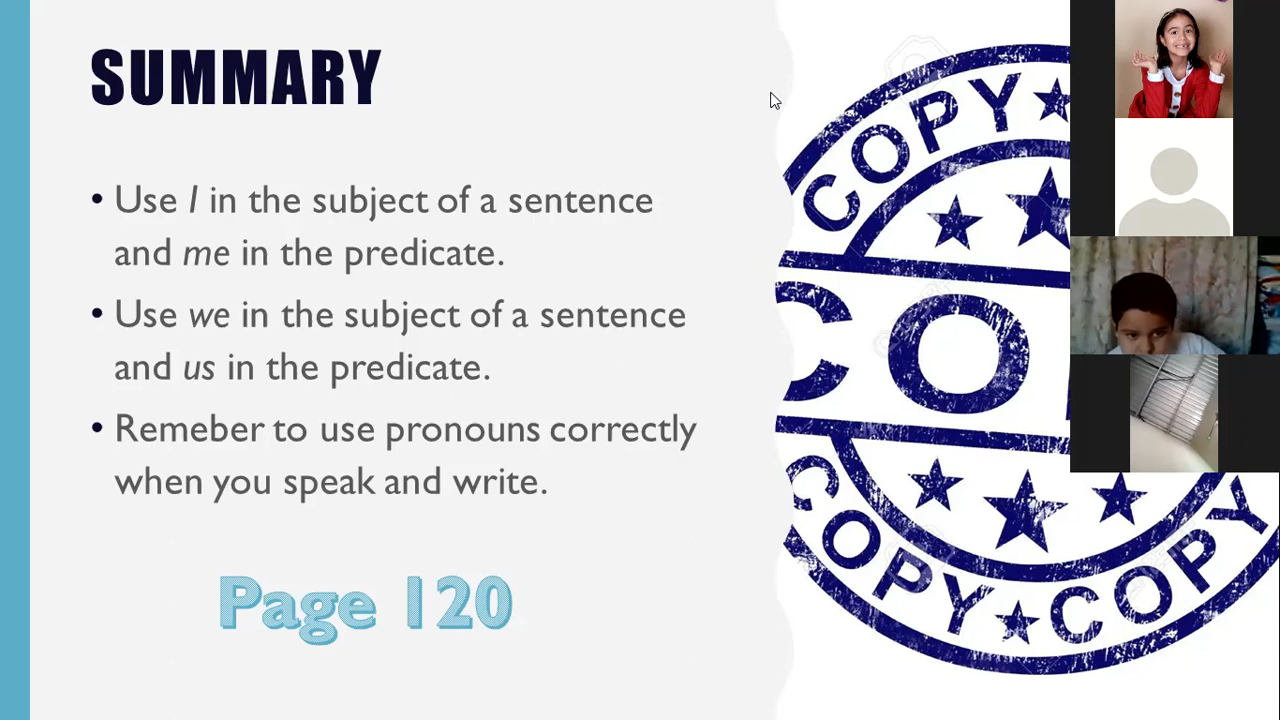 SUMMARY
• Use I in the subject of a sentence
and me in the predicate.
• Use we in the subject of a sentence
and us in the predicate.
• Remeber to use pronouns correctly
when you speak and write.
Page 120
COPY
CO
COPY COPY